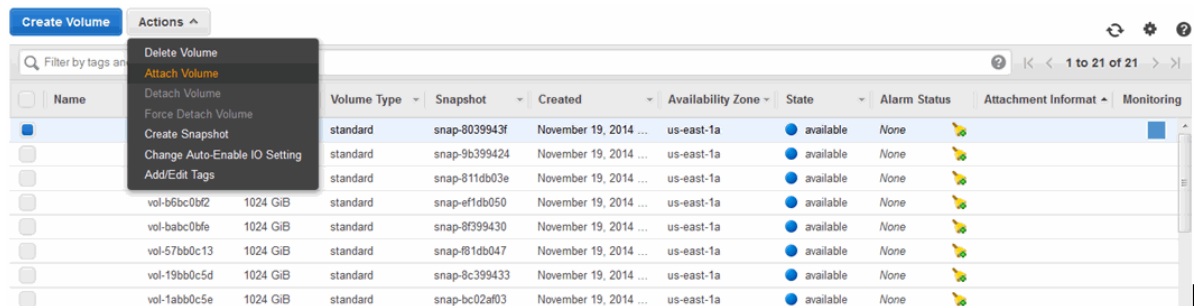 Create Volume Actions
Delete Volume
Filter by tags an 1 to 21 of 21
Attach Volume
Name Detach Volume Volume Type Snapshot Created Availability Zone State Alarm Status Attachment Informat Monitoring
Force Detach Volume
Create Snapshot standard snap-8039943f November 19, 2014 ... us-east-1a available None
Change Auto-Enable IO Setting standard snap-9b399424 November 19, 2014 ... us-east-1a available None
Add/Edit Tags standard snap-811db03e November 19, 2014 ... us-east-1a available None
vol-b6bc0bf2 1024 GiB standard snap-ef1db050 November 19, 2014 ... us-east-1a available None
vol-babc0bfe 1024 GiB standard snap-8f399430 November 19, 2014 ... us-east-1a available None
vol-57bb0c13 1024 GiB standard snap-f81db047 November 19, 2014 ... us-east-1a available None
vol-19bb0c5d 1024 GiB standard snap-8c399433 November 19, 2014 ... us-east-1a available None
vol-1abb0c5e 1024 GiB standard snap-bc02af03 November 19, 2014 ... us-east-1a available None